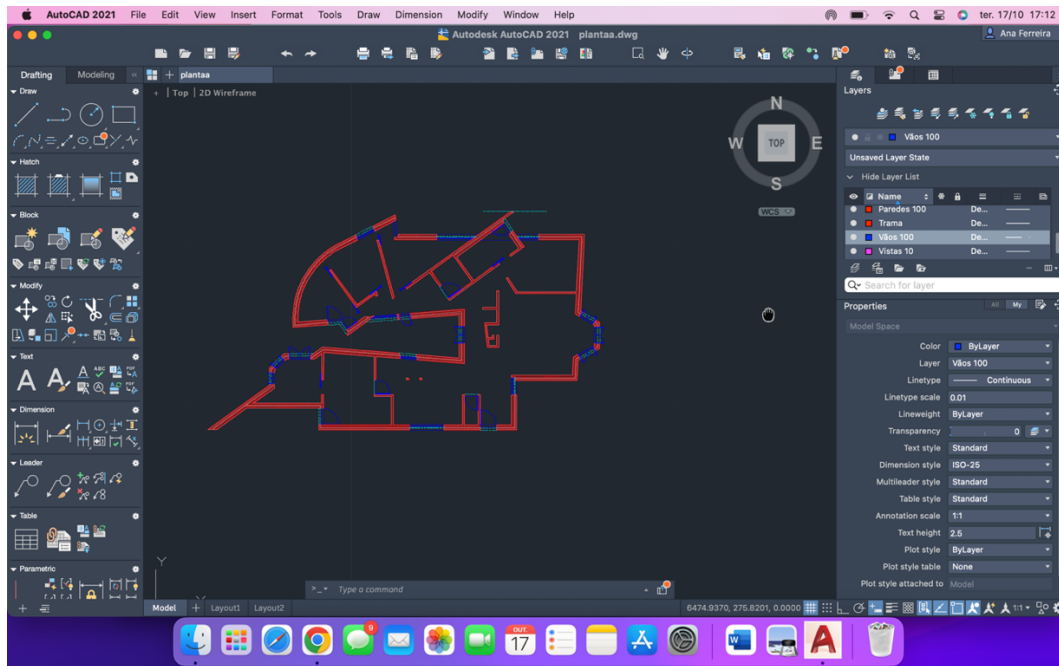 AutoCAD 2021 File Edit View Insert Format Tools Draw Dimension Modify Window Help ter. 17/10 17:12
Autodesk AutoCAD 2021 plantaa.dwg Ana Ferreira
Drafting Modeling « + plantaa
+ | Top | 2D Wireframe
Draw
Hatch
Block
Modify
Text
A A ABC PDF
Dimension
Leader
Table
Parametric
N
W TOP E
S
WCS
Y
X
>_ Type a command
Model + Layout1 Layout2 6474.9370, 275.8201, 0.0000 1:1
Layers
Vãos 100
Unsaved Layer State
Hide Layer List
Name
Paredes 100 De...
Trama De...
Vãos 100 De...
Vistas 10 De...
Search for layer
Properties All My
Model Space
Color ByLayer
Layer Vãos 100
Linetype Continuous
Linetype scale 0.01
Lineweight ByLayer
Transparency 0
Text style Standard
Dimension style ISO-25
Multileader style Standard
Table style Standard
Annotation scale 1:1
Text height 2.5
Plot style ByLayer
Plot style table None
Plot style attached to Model
9
OUT.
17
W
A